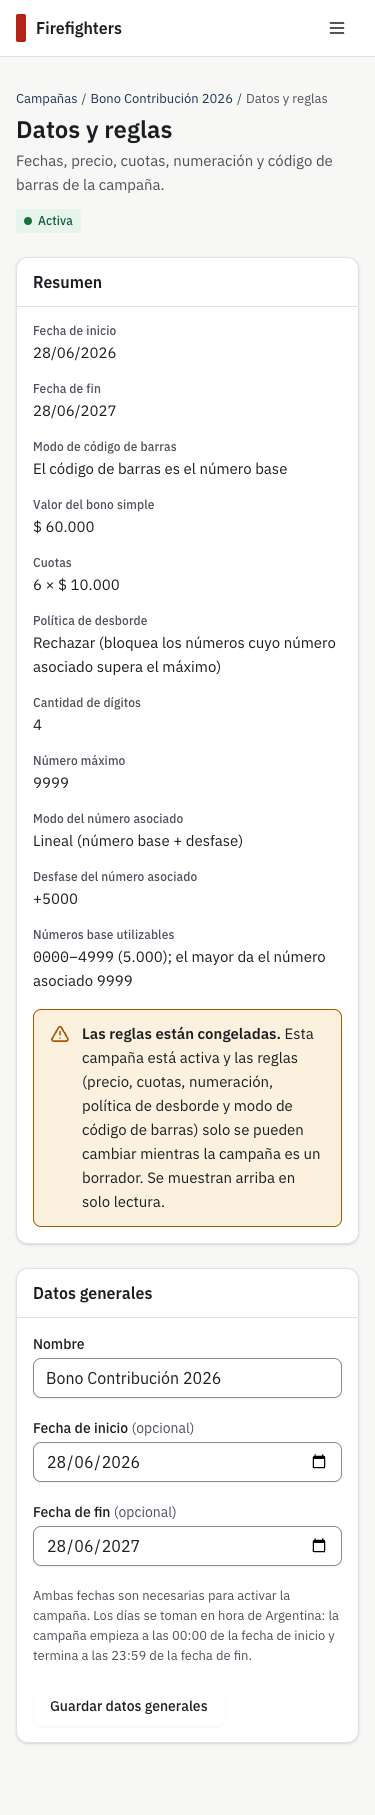 Firefighters
Campañas / Bono Contribución 2026 / Datos y reglas
Datos y reglas
Fechas, precio, cuotas, numeración y código de
barras de la campaña.
Activa
Resumen
Fecha de inicio
28/06/2026
Fecha de fin
28/06/2027
Modo de código de barras
El código de barras es el número base
Valor del bono simple
$ 60.000
Cuotas
6 × $ 10.000
Política de desborde
Rechazar (bloquea los números cuyo número
asociado supera el máximo)
Cantidad de dígitos
4
Número máximo
9999
Modo del número asociado
Lineal (número base + desfase)
Desfase del número asociado
+5000
Números base utilizables
0000–4999 (5.000); el mayor da el número
asociado 9999
Las reglas están congeladas. Esta
campaña está activa y las reglas
(precio, cuotas, numeración,
política de desborde y modo de
código de barras) solo se pueden
cambiar mientras la campaña es un
borrador. Se muestran arriba en
solo lectura.
Datos generales
Nombre
Bono Contribución 2026
Fecha de inicio (opcional)
28/06/2026
Fecha de fin (opcional)
28/06/2027
Ambas fechas son necesarias para activar la
campaña. Los días se toman en hora de Argentina: la
campaña empieza a las 00:00 de la fecha de inicio y
termina a las 23:59 de la fecha de fin.
Guardar datos generales